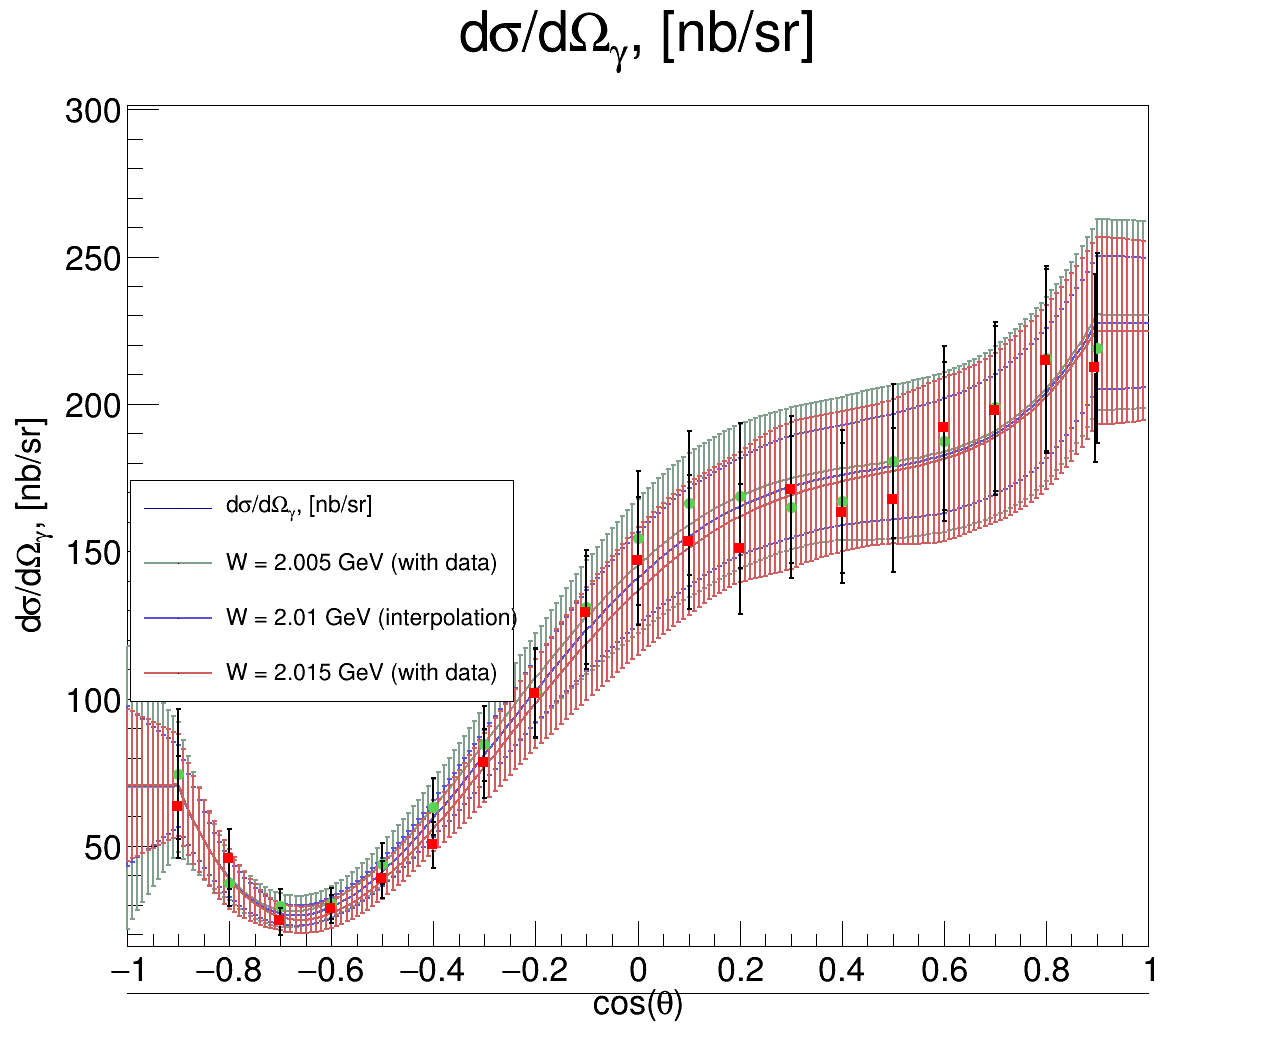 dσ/dΩγ, [nb/sr]
dσ/dΩγ, [nb/sr]
300
250
200
150
100
50
dσ/dΩγ, [nb/sr]
W = 2.005 GeV (with data)
W = 2.01 GeV (interpolation)
W = 2.015 GeV (with data)
−1 −0.8 −0.6 −0.4 −0.2 0 0.2 0.4 0.6 0.8 1
cos(θ)